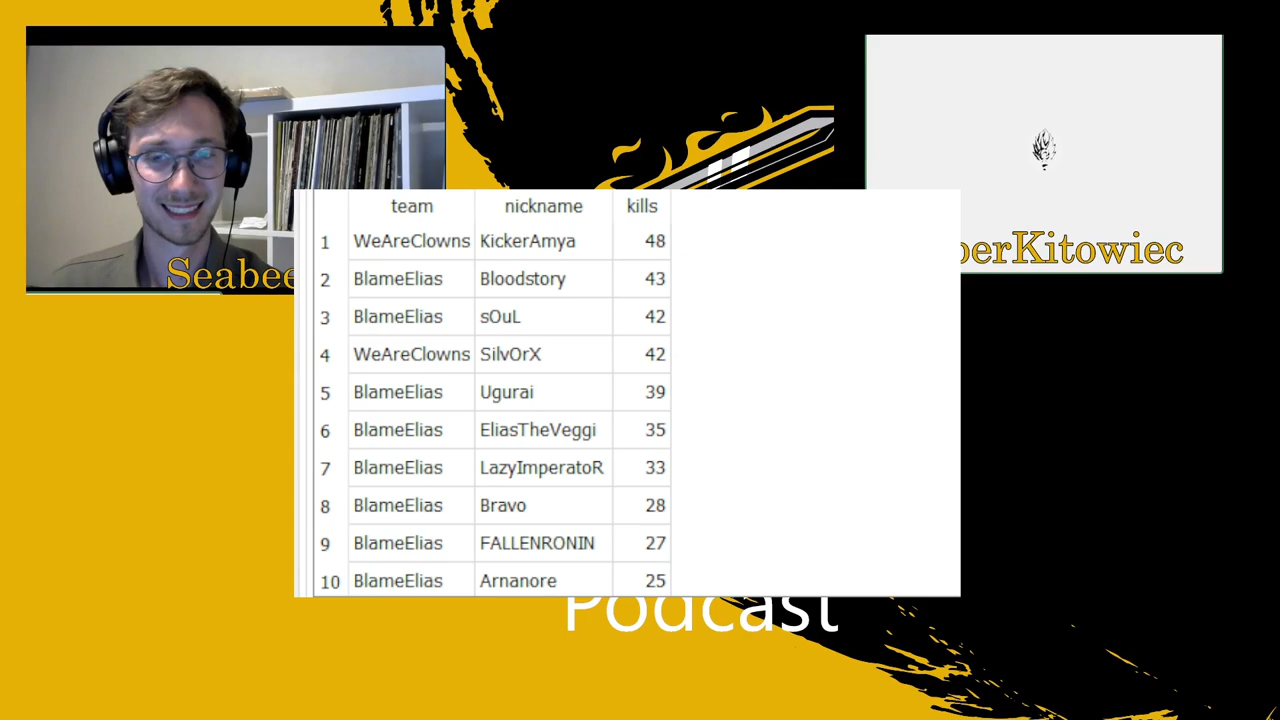 team nickname kills
1 WeAreClowns KickerAmya 48
2 BlameElias Bloodstory 43
3 BlameElias sOuL 42
4 WeAreClowns SilvOrX 42
5 BlameElias Ugurai 39
6 BlameElias EliasTheVeggi 35
7 BlameElias LazyImperatoR 33
8 BlameElias Bravo 28
9 BlameElias FALLENRONIN 27
10 BlameElias Arnanore 25
Seabee
perKitowiec
Podcast